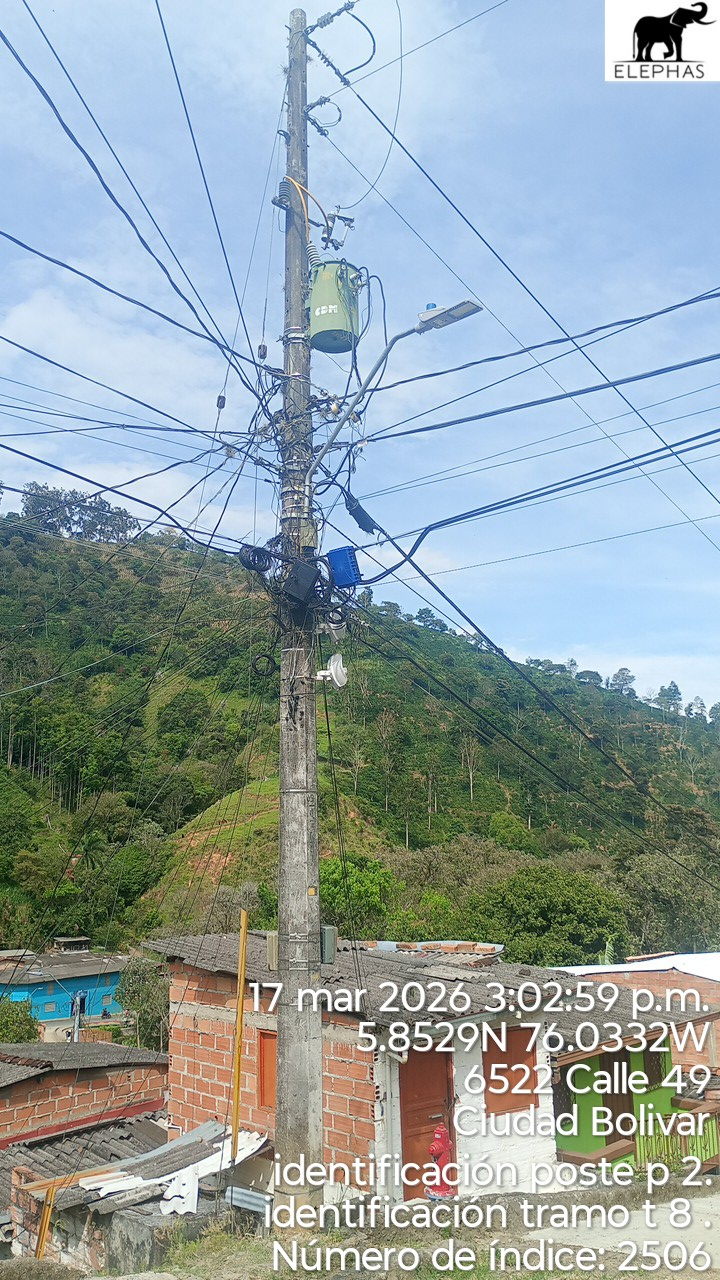 ELEPHAS
CDM
17 mar 2026 3:02:59 p.m.
5.8529N 76.0332W
6522 Calle 49
Ciudad Bolivar
identificación poste p 2.
identificacion tramo t 8 .
Número de índice: 2506